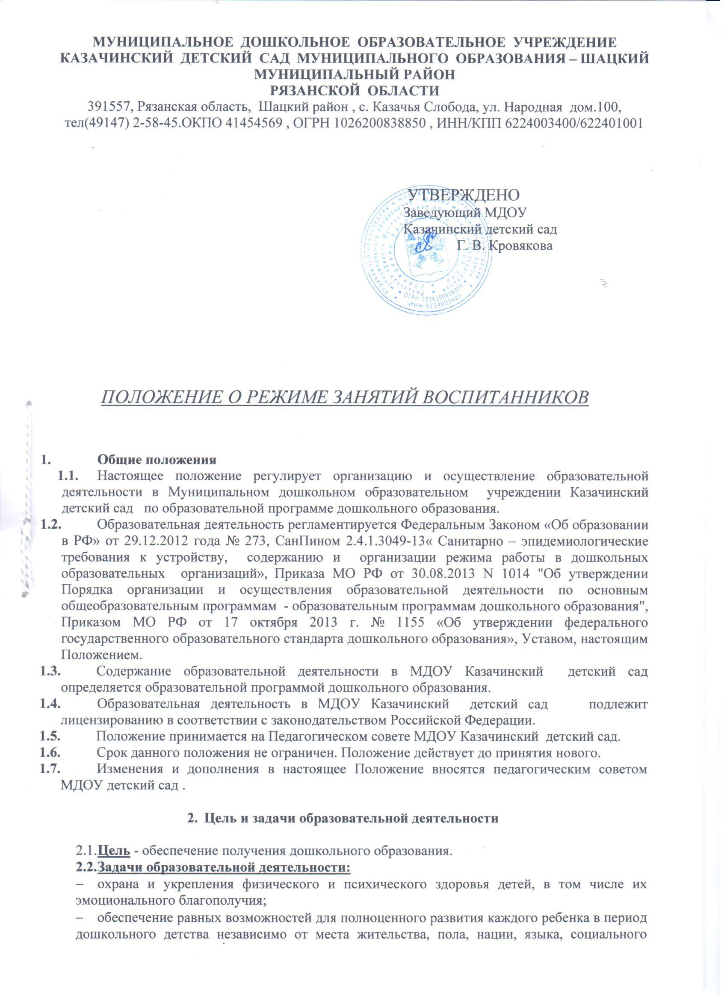 МУНИЦИПАЛЬНОЕ ДОШКОЛЬНОЕ ОБРАЗОВАТЕЛЬНОЕ УЧРЕЖДЕНИЕ
КАЗАЧИНСКИЙ ДЕТСКИЙ САД МУНИЦИПАЛЬНОГО ОБРАЗОВАНИЯ – ШАЦКИЙ
МУНИЦИПАЛЬНЫЙ РАЙОН
РЯЗАНСКОЙ ОБЛАСТИ
391557, Рязанская область, Шацкий район , с. Казачья Слобода, ул. Народная дом.100,
тел(49147) 2-58-45.ОКПО 41454569 , ОГРН 1026200838850 , ИНН/КПП 6224003400/622401001
УТВЕРЖДЕНО
Заведующий МДОУ
Казачинский детский сад
Г. В. Кровякова
ОГРН 1026200838850
ИНН 6224003400
ПОЛОЖЕНИЕ О РЕЖИМЕ ЗАНЯТИЙ ВОСПИТАННИКОВ
1. Общие положения
1.1. Настоящее положение регулирует организацию и осуществление образовательной
деятельности в Муниципальном дошкольном образовательном учреждении Казачинский
детский сад по образовательной программе дошкольного образования.
1.2. Образовательная деятельность регламентируется Федеральным Законом «Об образовании
в РФ» от 29.12.2012 года № 273, СанПином 2.4.1.3049-13« Санитарно – эпидемиологические
требования к устройству, содержанию и организации режима работы в дошкольных
образовательных организаций», Приказа МО РФ от 30.08.2013 N 1014 "Об утверждении
Порядка организации и осуществления образовательной деятельности по основным
общеобразовательным программам - образовательным программам дошкольного образования",
Приказом МО РФ от 17 октября 2013 г. № 1155 «Об утверждении федерального
государственного образовательного стандарта дошкольного образования», Уставом, настоящим
Положением.
1.3. Содержание образовательной деятельности в МДОУ Казачинский детский сад
определяется образовательной программой дошкольного образования.
1.4. Образовательная деятельность в МДОУ Казачинский детский сад подлежит
лицензированию в соответствии с законодательством Российской Федерации.
1.5. Положение принимается на Педагогическом совете МДОУ Казачинский детский сад.
1.6. Срок данного положения не ограничен. Положение действует до принятия нового.
1.7. Изменения и дополнения в настоящее Положение вносятся педагогическим советом
МДОУ детский сад .
2. Цель и задачи образовательной деятельности
2.1.Цель - обеспечение получения дошкольного образования.
2.2.Задачи образовательной деятельности:
– охрана и укрепления физического и психического здоровья детей, в том числе их
эмоционального благополучия;
– обеспечение равных возможностей для полноценного развития каждого ребенка в период
дошкольного детства независимо от места жительства, пола, нации, языка, социального